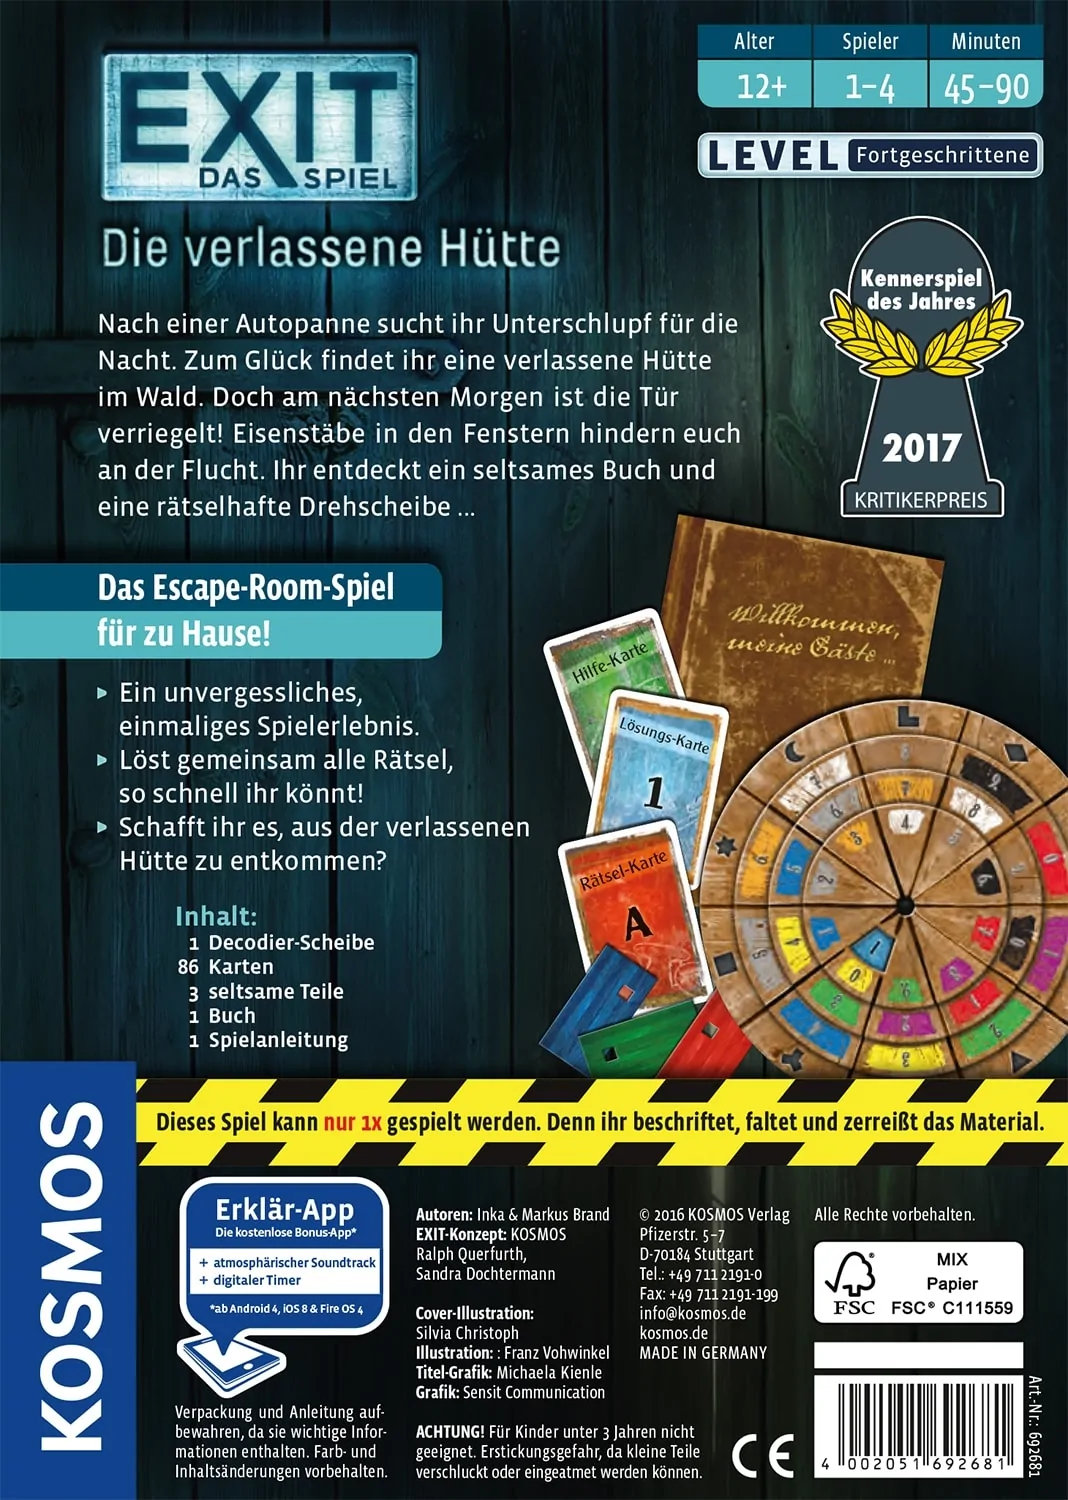 EXIT
DAS SPIEL
Die verlassene Hütte
Alter
Spieler
Minuten
12+
1–4
45–90
LEVEL Fortgeschrittene
Kennerspiel
des Jahres
2017
KRITIKERPREIS
Nach einer Autopanne sucht ihr Unterschlupf für die
Nacht. Zum Glück findet ihr eine verlassene Hütte
im Wald. Doch am nächsten Morgen ist die Tür
verriegelt! Eisenstäbe in den Fenstern hindern euch
an der Flucht. Ihr entdeckt ein seltsames Buch und
eine rätselhafte Drehscheibe ...
Das Escape-Room-Spiel
für zu Hause!
Ein unvergessliches,
einmaliges Spielerlebnis.
Löst gemeinsam alle Rätsel,
so schnell ihr könnt!
Schafft ihr es, aus der verlassenen
Hütte zu entkommen?
Willkommen,
meine Gäste ...
Hilfe-Karte
Lösungs-Karte
1
Rätsel-Karte
A
Inhalt:
1 Decodier-Scheibe
86 Karten
3 seltsame Teile
1 Buch
1 Spielanleitung
Dieses Spiel kann nur 1x gespielt werden. Denn ihr beschriftet, faltet und zerreißt das Material.
KOSMOS
Erklär-App
Die kostenlose Bonus-App*
+ atmosphärischer Soundtrack
+ digitaler Timer
*ab Android 4, iOS 8 & Fire OS 4
Verpackung und Anleitung auf-
bewahren, da sie wichtige Infor-
mationen enthalten. Farb- und
Inhaltsänderungen vorbehalten.
Autoren: Inka & Markus Brand
EXIT-Konzept: KOSMOS
Ralph Querfurth,
Sandra Dochtermann
Cover-Illustration:
Silvia Christoph
Illustration: : Franz Vohwinkel
Titel-Grafik: Michaela Kienle
Grafik: Sensit Communication
ACHTUNG! Für Kinder unter 3 Jahren nicht
geeignet. Erstickungsgefahr, da kleine Teile
verschluckt oder eingeatmet werden können.
© 2016 KOSMOS Verlag
Pfizerstr. 5–7
D-70184 Stuttgart
Tel.: +49 711 2191-0
Fax: +49 711 2191-199
info@kosmos.de
kosmos.de
MADE IN GERMANY
Alle Rechte vorbehalten.
FSC
MIX
Papier
FSC® C111559
CE
4 002051 692681
Art.-Nr.: 692681